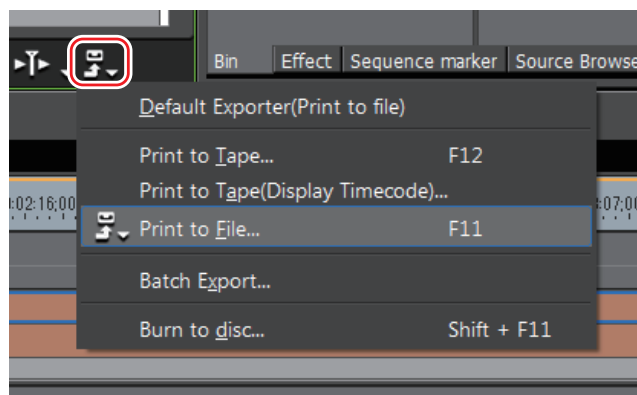 Bin Effect Sequence marker Source Browse
Default Exporter(Print to file)
Print to Tape... F12
Print to Tape(Display Timecode)...
:02:16;00
:07;00
Print to File... F11
Batch Export...
Burn to disc... Shift + F11